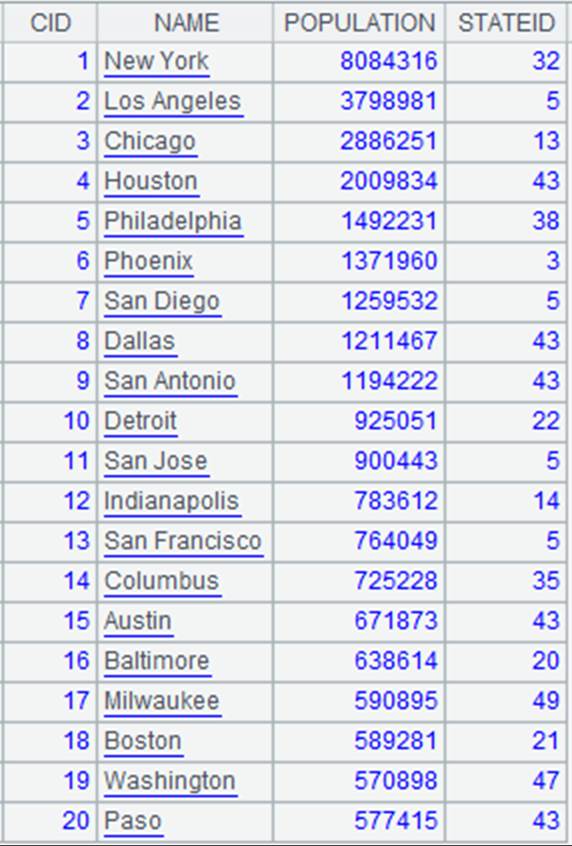 CID NAME POPULATION STATEID
1 New York 8084316 32
2 Los Angeles 3798981 5
3 Chicago 2886251 13
4 Houston 2009834 43
5 Philadelphia 1492231 38
6 Phoenix 1371960 3
7 San Diego 1259532 5
8 Dallas 1211467 43
9 San Antonio 1194222 43
10 Detroit 925051 22
11 San Jose 900443 5
12 Indianapolis 783612 14
13 San Francisco 764049 5
14 Columbus 725228 35
15 Austin 671873 43
16 Baltimore 638614 20
17 Milwaukee 590895 49
18 Boston 589281 21
19 Washington 570898 47
20 Paso 577415 43